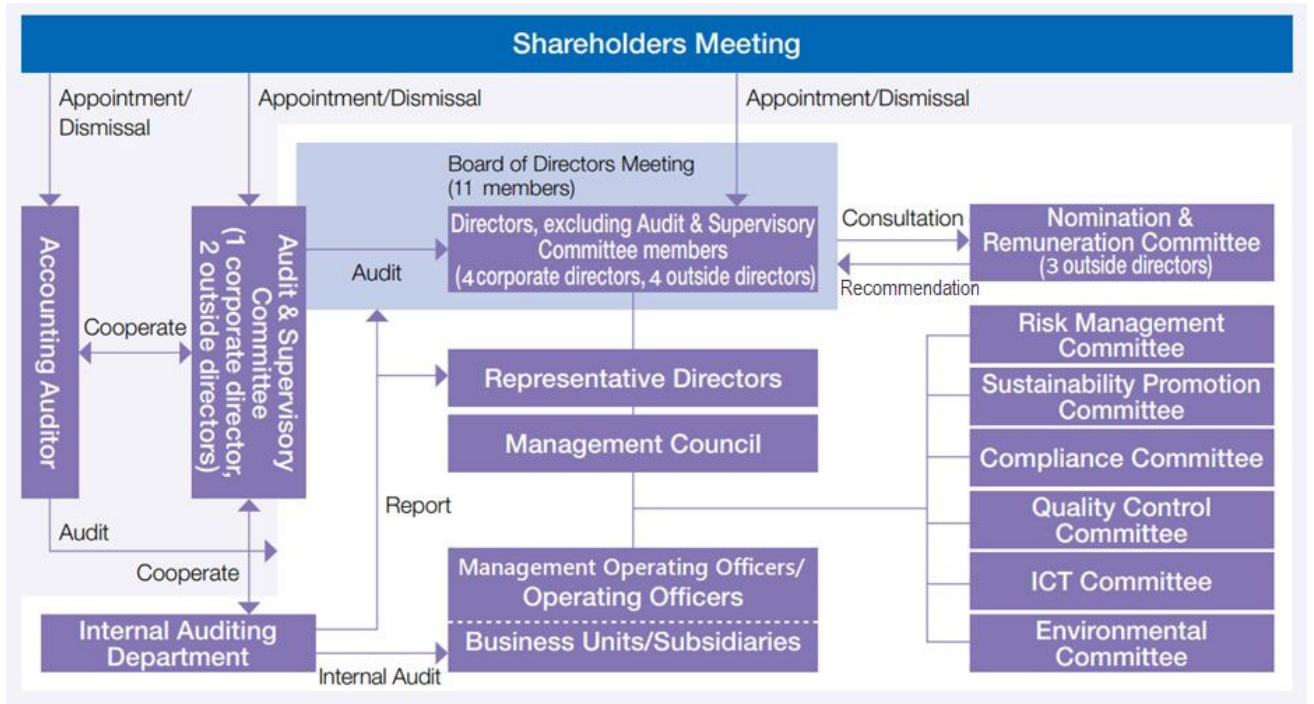 Shareholders Meeting
Appointment/
Dismissal
Appointment/Dismissal
Appointment/Dismissal
Board of Directors Meeting
(11 members)
Accounting Auditor
Cooperate
Audit & Supervisory
Committee
(1 corporate director,
2 outside directors)
Audit
Directors, excluding Audit & Supervisory
Committee members
(4 corporate directors, 4 outside directors)
Consultation
Recommendation
Nomination &
Remuneration Committee
(3 outside directors)
Representative Directors
Management Council
Risk Management
Committee
Sustainability Promotion
Committee
Compliance Committee
Quality Control
Committee
ICT Committee
Environmental
Committee
Report
Audit
Cooperate
Management Operating Officers/
Operating Officers
Business Units/Subsidiaries
Internal Auditing
Department
Internal Audit